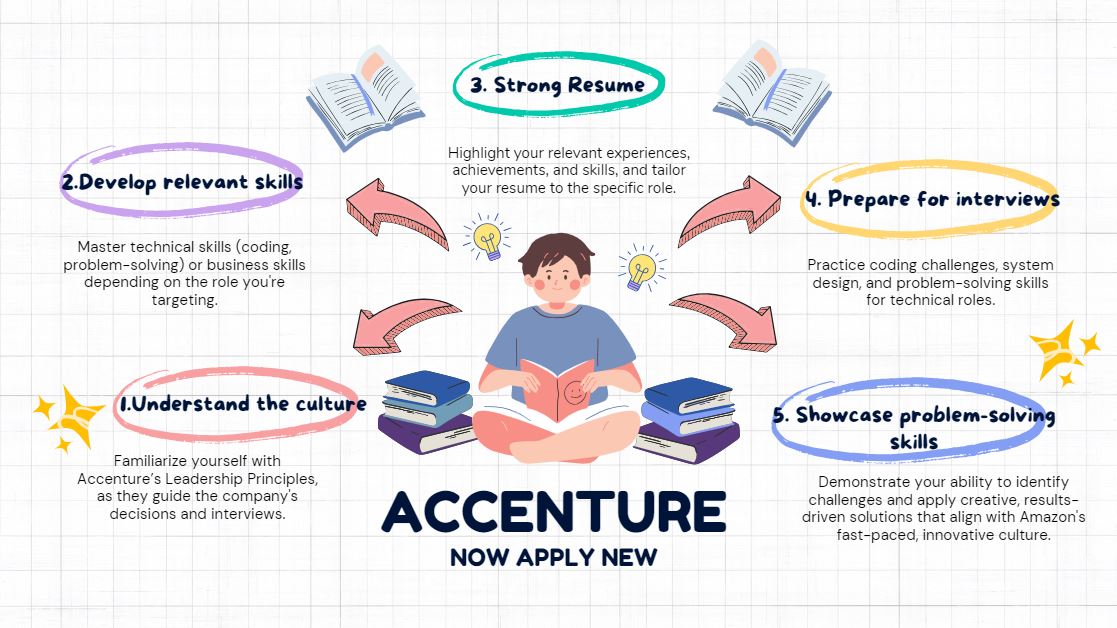 3. Strong Resume
Highlight your relevant experiences,
achievements, and skills, and tailor
your resume to the specific role.
2.Develop relevant skills
Master technical skills (coding,
problem-solving) or business skills
depending on the role you're
targeting.
4. Prepare for interviews
Practice coding challenges, system
design, and problem-solving skills
for technical roles.
1.Understand the culture
Familiarize yourself with
Accenture's Leadership Principles,
as they guide the company's
decisions and interviews.
5. Showcase problem-solving
skills
Demonstrate your ability to identify
challenges and apply creative, results-
driven solutions that align with Amazon's
fast-paced, innovative culture.
ACCENTURE
NOW APPLY NEW